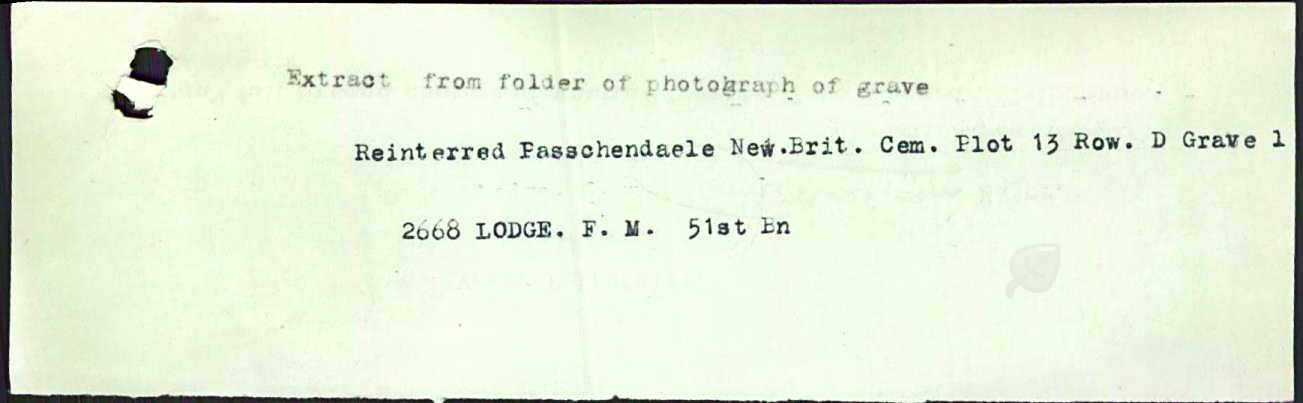 Extract from folder of photograph of grave
Reinterred Passchendaele New.Brit. Cem. Plot 13 Row. D Grave 1
2668 LODGE. F. M. 51st Bn